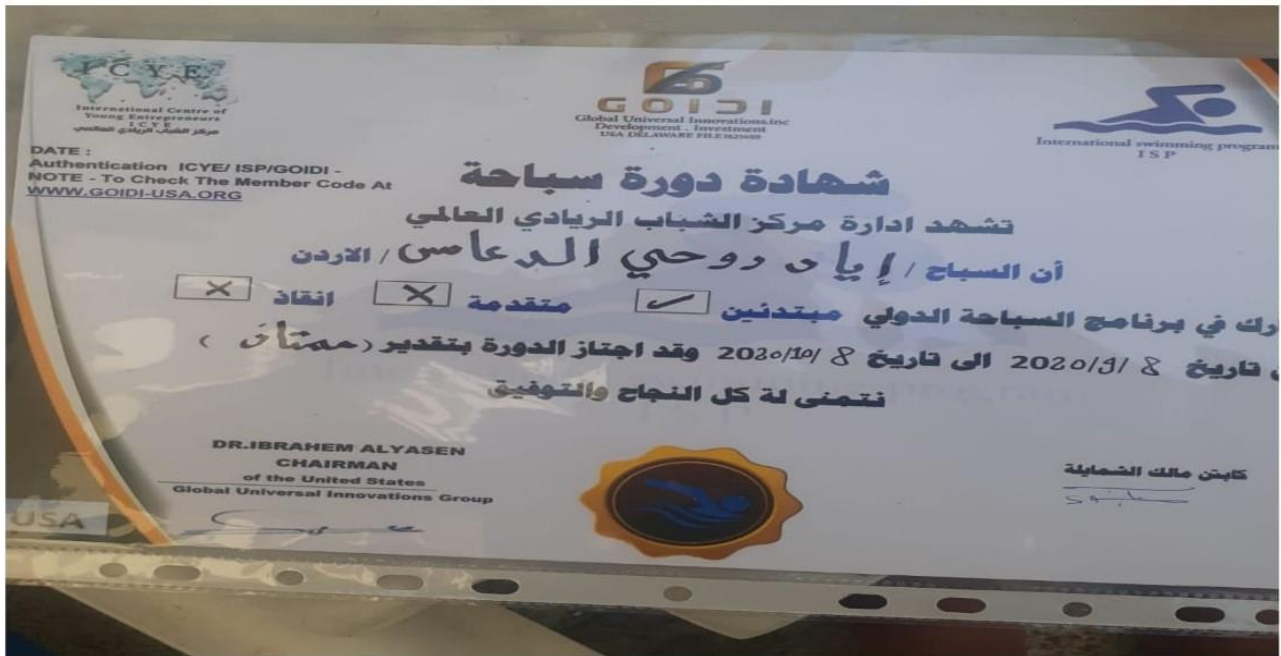 I C Y E
International Centre of
Young Entrepreneurs
I C Y E
مركز الشباب الريادي العالمي
GOIDI
Global Universal Innovations.inc
Development . Investment
USA DELAWARE FILE
International swimming program
I S P
DATE :
Authentication ICYE/ ISP/GOIDI -
NOTE - To Check The Member Code At
WWW.GOIDI-USA.ORG
شهادة دورة سباحة
تشهد ادارة مركز الشباب الريادي العالمي
أن السباح / إياد روحي الدعاس / الاردن
رك في برنامج السباحة الدولي مبتدئين ✓ متقدمة X انقاذ X
تاريخ 8/9/2020 الى تاريخ 8/10/2020 وقد اجتاز الدورة بتقدير (ممتاز)
نتمنى لة كل النجاح والتوفيق
DR.IBRAHEM ALYASEN
CHAIRMAN
of the United States
Global Universal Innovations Group
كابتن مالك الشمايلة
USA